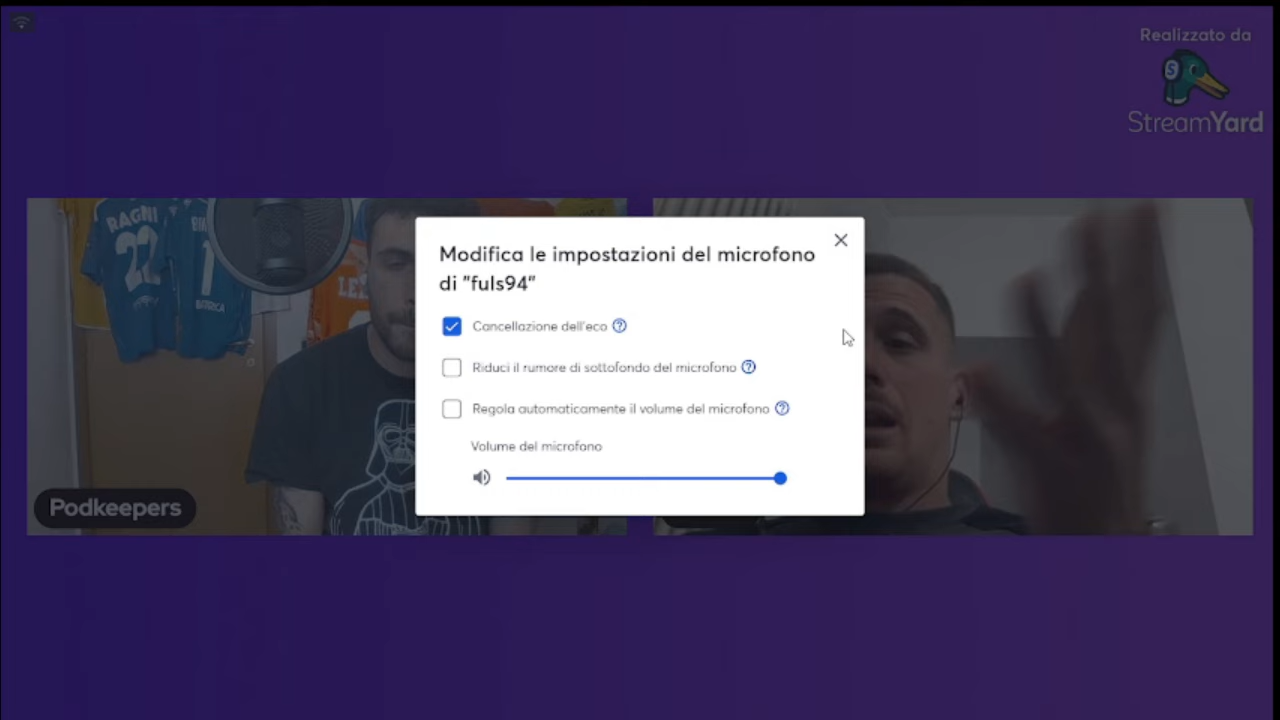 Realizzato da
StreamYard
RAGNI
22
1
Modifica le impostazioni del microfono
di "fuls94"
Cancellazione dell'eco
Riduci il rumore di sottofondo del microfono
Regola automaticamente il volume del microfono
Volume del microfono
Podkeepers